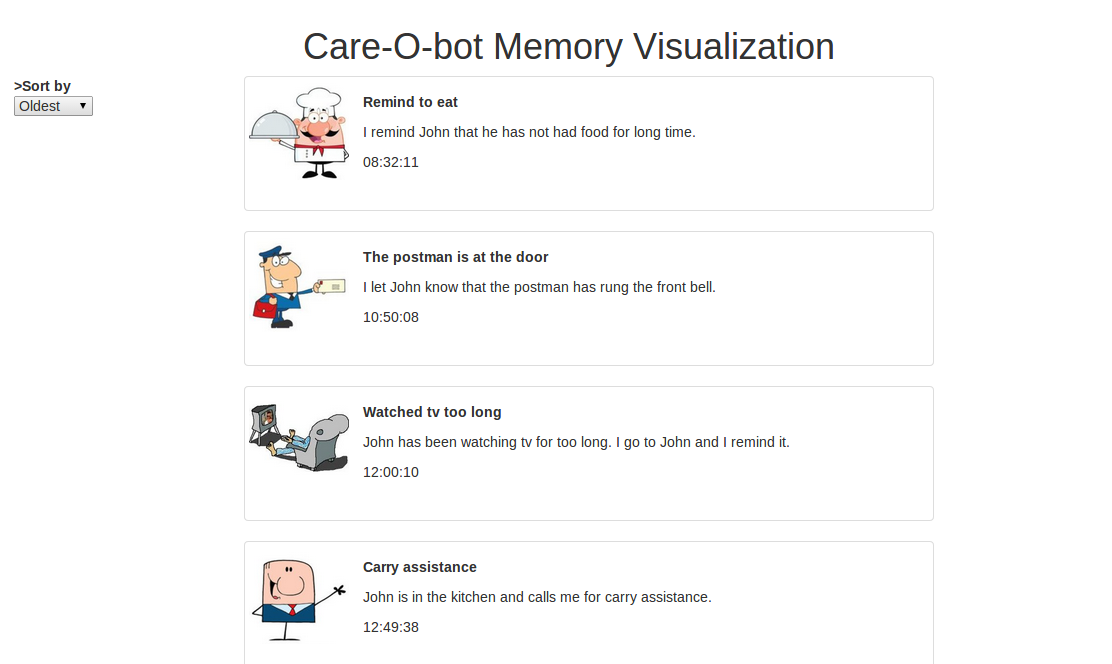 Care-O-bot Memory Visualization
>Sort by
Oldest
Remind to eat
I remind John that he has not had food for long time.
08:32:11
The postman is at the door
I let John know that the postman has rung the front bell.
10:50:08
Watched tv too long
John has been watching tv for too long. I go to John and I remind it.
12:00:10
Carry assistance
John is in the kitchen and calls me for carry assistance.
12:49:38